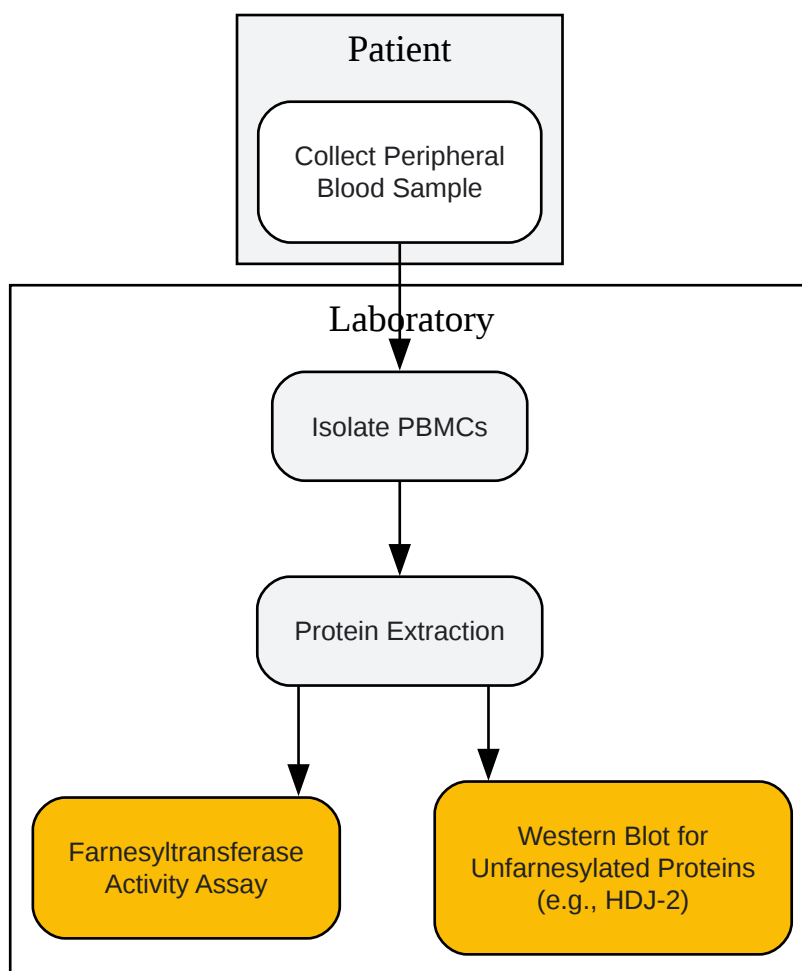 Patient
Collect Peripheral
Blood Sample
Laboratory
Isolate PBMCs
Protein Extraction
Farnesyltransferase
Activity Assay
Western Blot for
Unfarnesylated Proteins
(e.g., HDJ-2)